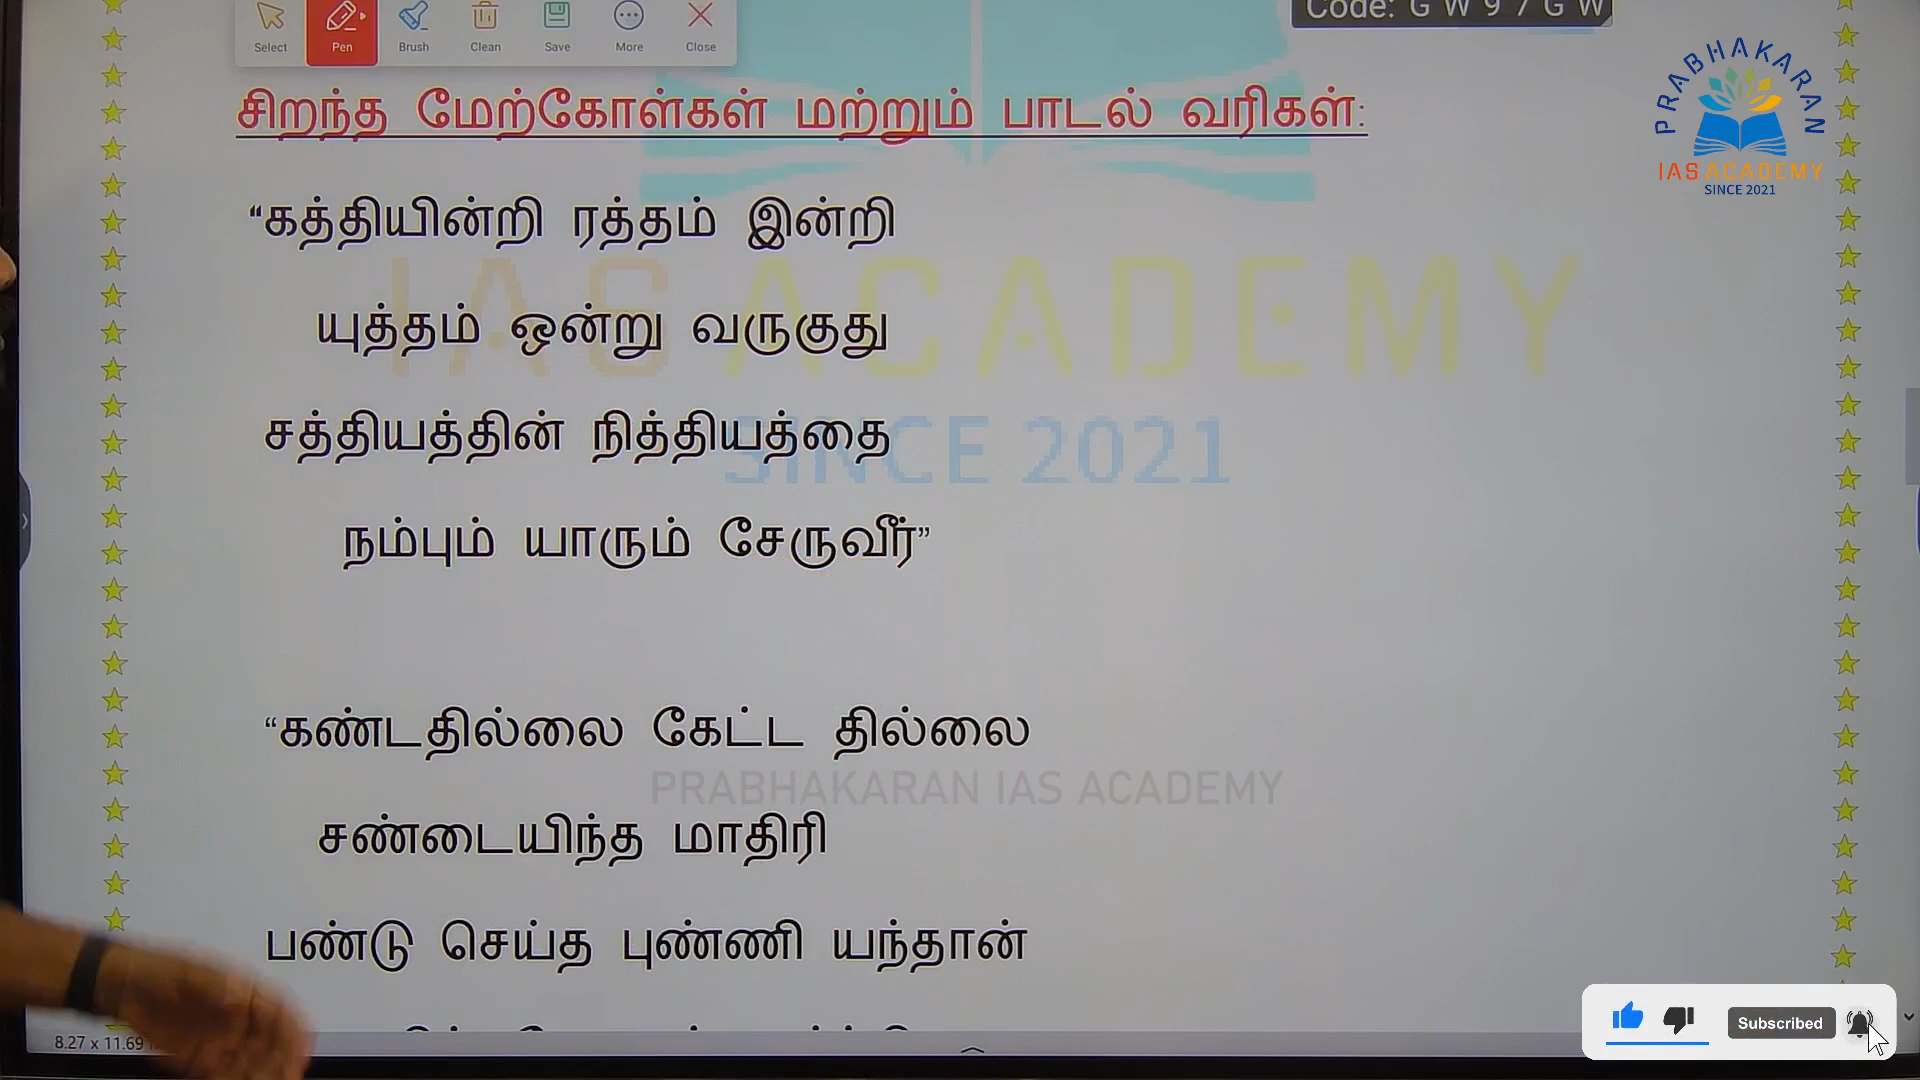 Code: G W 9 7 G W
Select Pen Brush Clean Save More Close
PRABHAKARAN
IAS ACADEMY
SINCE 2021
சிறந்த மேற்கோள்கள் மற்றும் பாடல் வரிகள்:
“கத்தியின்றி ரத்தம் இன்றி
யுத்தம் ஒன்று வருகுது
சத்தியத்தின் நித்தியத்தை
நம்பும் யாரும் சேருவீர்”
IAS ACADEMY
SINCE 2021
“கண்டதில்லை கேட்ட தில்லை
PRABHAKARAN IAS ACADEMY
சண்டையிந்த மாதிரி
பண்டு செய்த புண்ணி யந்தான்
8.27 x 11.69
Subscribed